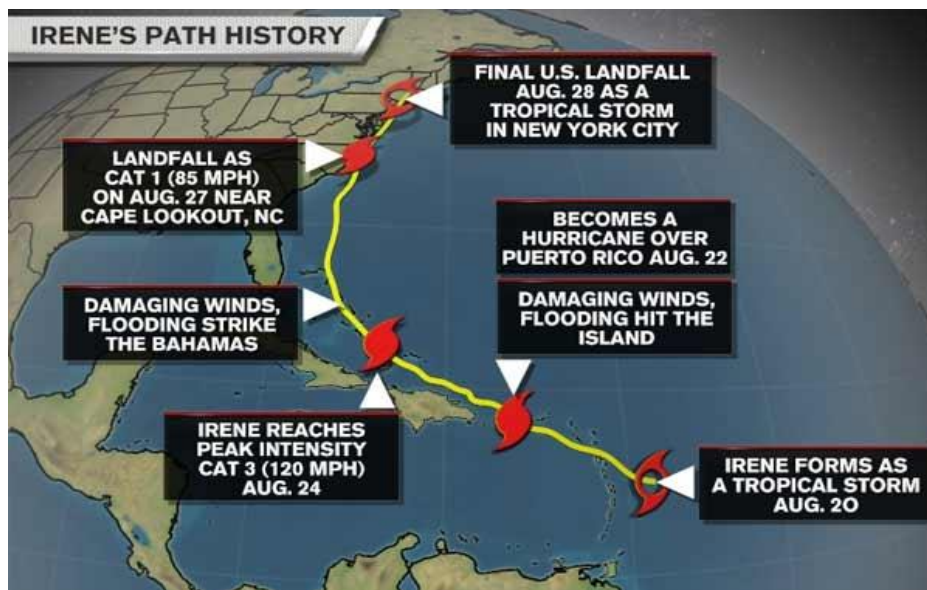 IRENE'S PATH HISTORY
FINAL U.S. LANDFALL
AUG. 28 AS A
TROPICAL STORM
IN NEW YORK CITY
LANDFALL AS
CAT 1 (85 MPH)
ON AUG. 27 NEAR
CAPE LOOKOUT, NC
BECOMES A
HURRICANE OVER
PUERTO RICO AUG. 22
DAMAGING WINDS,
FLOODING STRIKE
THE BAHAMAS
DAMAGING WINDS,
FLOODING HIT THE
ISLAND
IRENE REACHES
PEAK INTENSITY
CAT 3 (120 MPH)
AUG. 24
IRENE FORMS AS
A TROPICAL STORM
AUG. 20